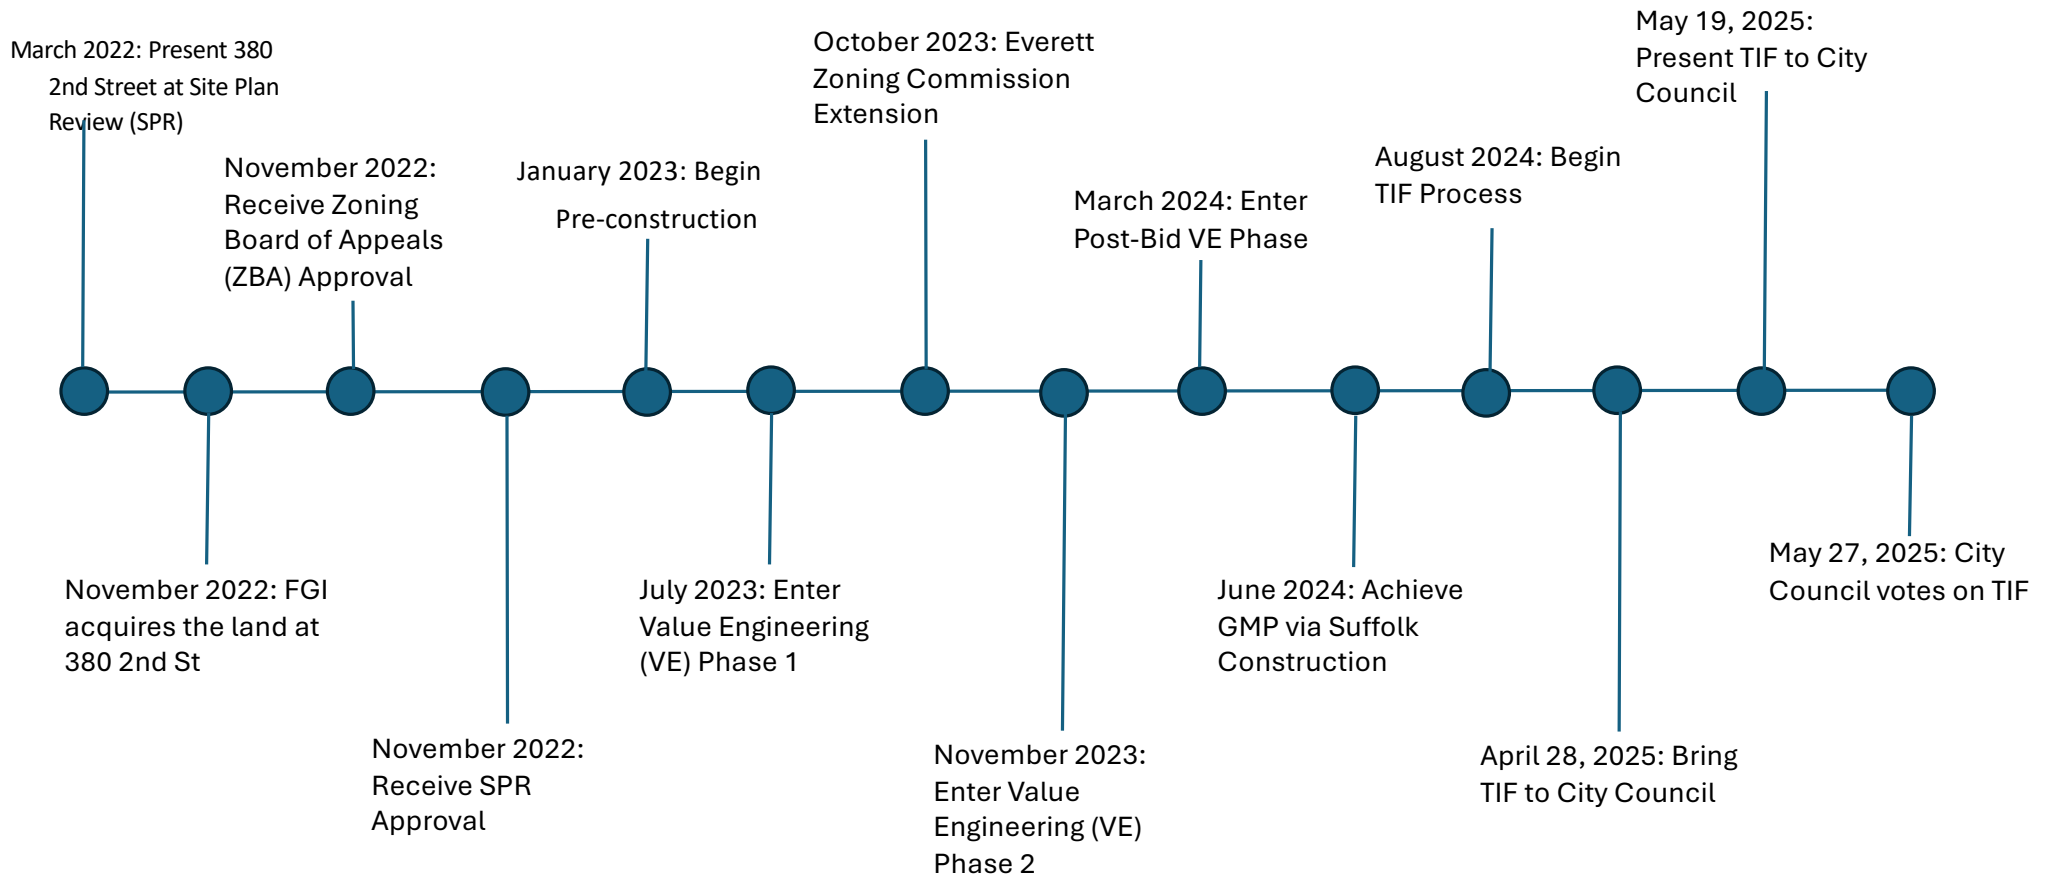 March 2022: Present 380
2nd Street at Site Plan
Review (SPR)
November 2022: FGI
acquires the land at
380 2nd St
November 2022:
Receive Zoning
Board of Appeals
(ZBA) Approval
November 2022:
Receive SPR
Approval
January 2023: Begin
Pre-construction
July 2023: Enter
Value Engineering
(VE) Phase 1
October 2023: Everett
Zoning Commission
Extension
November 2023:
Enter Value
Engineering (VE)
Phase 2
March 2024: Enter
Post-Bid VE Phase
June 2024: Achieve
GMP via Suffolk
Construction
August 2024: Begin
TIF Process
April 28, 2025: Bring
TIF to City Council
May 19, 2025:
Present TIF to City
Council
May 27, 2025: City
Council votes on TIF